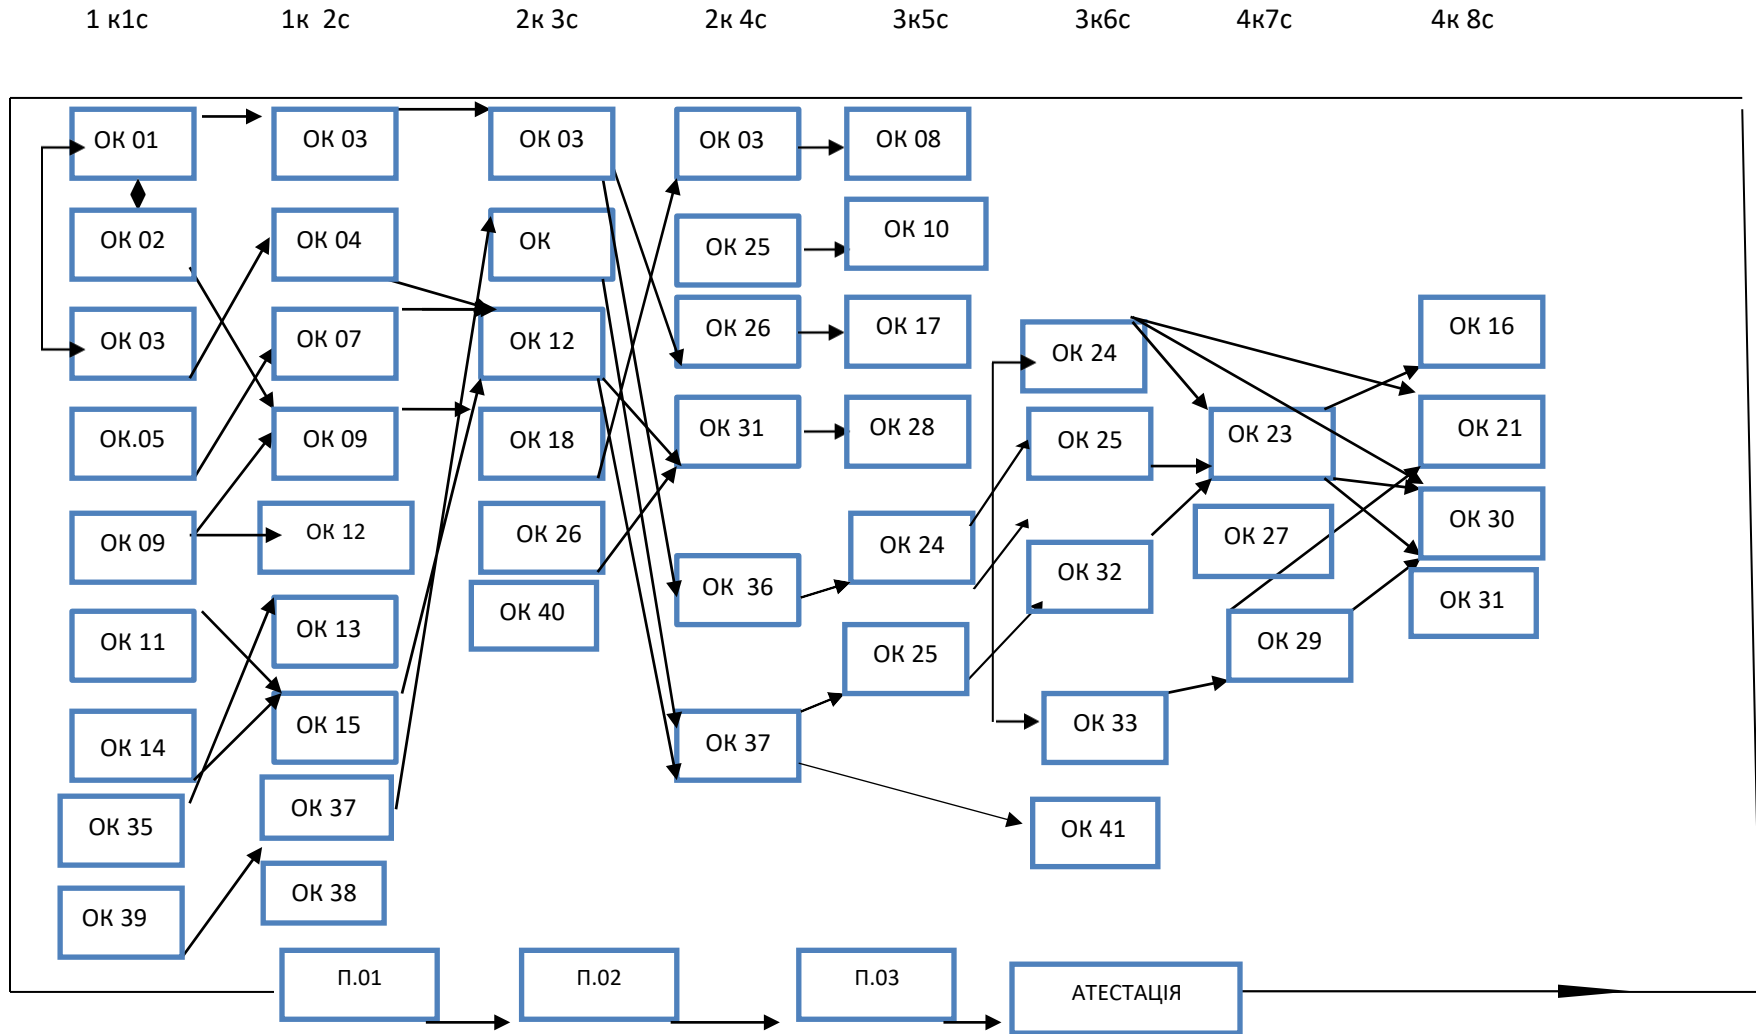 1 к1с
1к 2с
2к 3с
2к 4с
3к5с
3к6с
4к7с
4к 8с
ОК 01
ОК 03
ОК 03
ОК 03
ОК 08
ОК 02
ОК 04
ОК
ОК 25
ОК 10
ОК 03
ОК 07
ОК 12
ОК 26
ОК 17
ОК 24
ОК 16
ОК.05
ОК 09
ОК 18
ОК 31
ОК 28
ОК 25
ОК 23
ОК 21
ОК 09
ОК 12
ОК 26
ОК 36
ОК 24
ОК 32
ОК 27
ОК 30
ОК 11
ОК 13
ОК 40
ОК 25
ОК 29
ОК 31
ОК 14
ОК 15
ОК 37
ОК 33
ОК 35
ОК 37
ОК 41
ОК 39
ОК 38
П.01
П.02
П.03
АТЕСТАЦІЯ